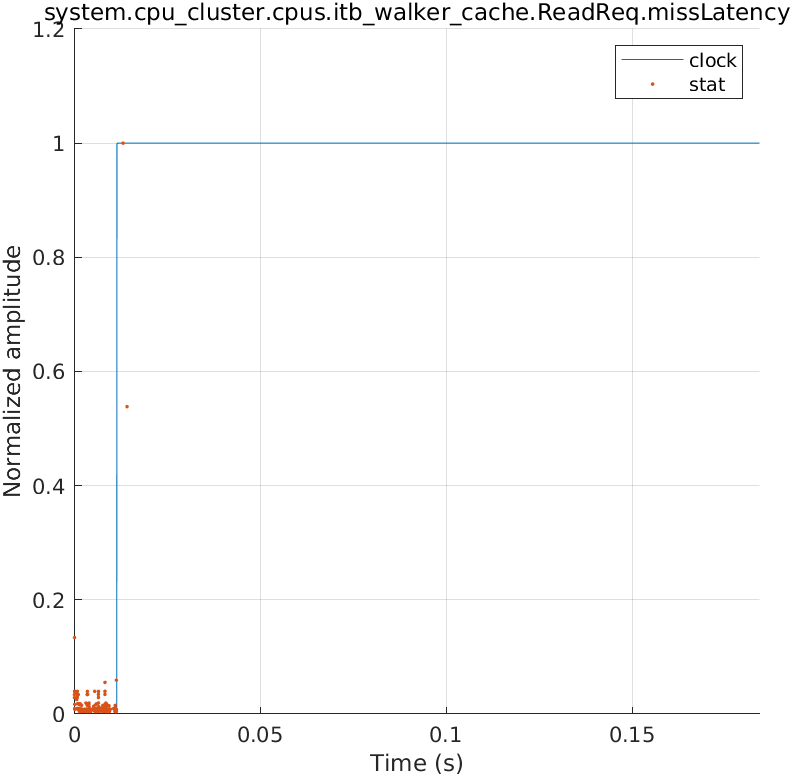 system.cpu_cluster.cpus.itb_walker_cache.ReadReq.missLatency
1.2
1
0.8
0.6
0.4
0.2
0
Normalized amplitude
clock
stat
0 0.05 0.1 0.15
Time (s)